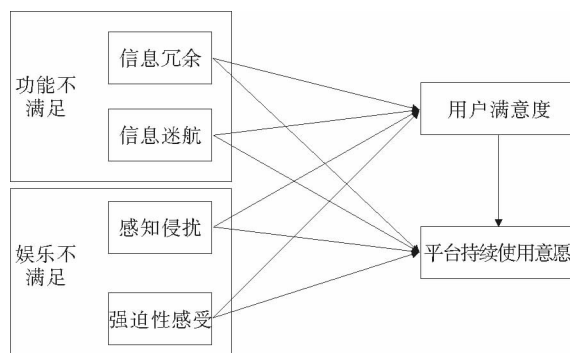 功能不
满足
信息冗余
信息迷航
娱乐不
满足
感知侵扰
强迫性感受
用户满意度
平台持续使用意愿